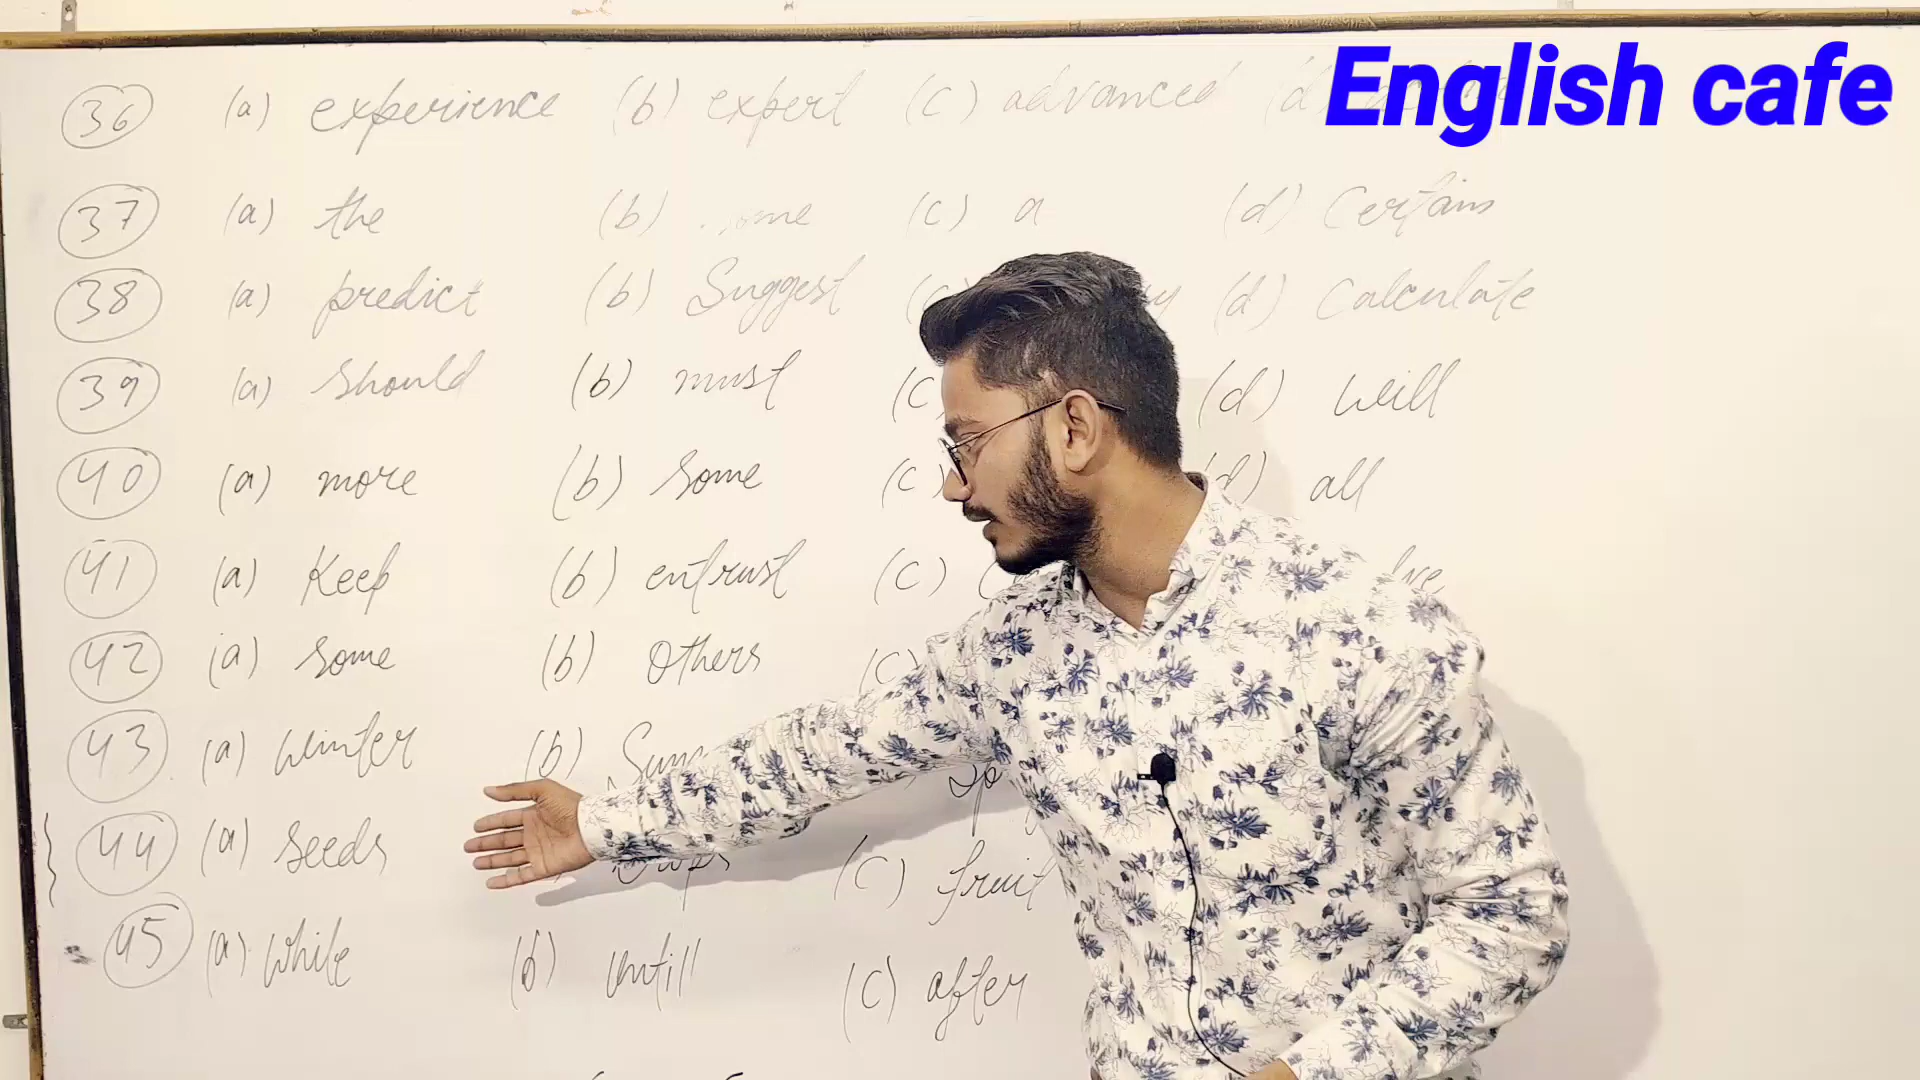 English cafe
36 (a) experience (b) expert (c) advanced (d)
37 (a) the (b) some (c) a (d) Certain
38 (a) predict (b) Suggest (c) (d) Calculate
39 (a) should (b) must (c) (d) will
40 (a) more (b) some (c) (d) all
41 (a) Keep (b) entrust (c)
42 (a) some (b) others (c)
43 (a) winter (b)
44 (a) seeds (c) fruit
45 (a) while (b) untill (c) after